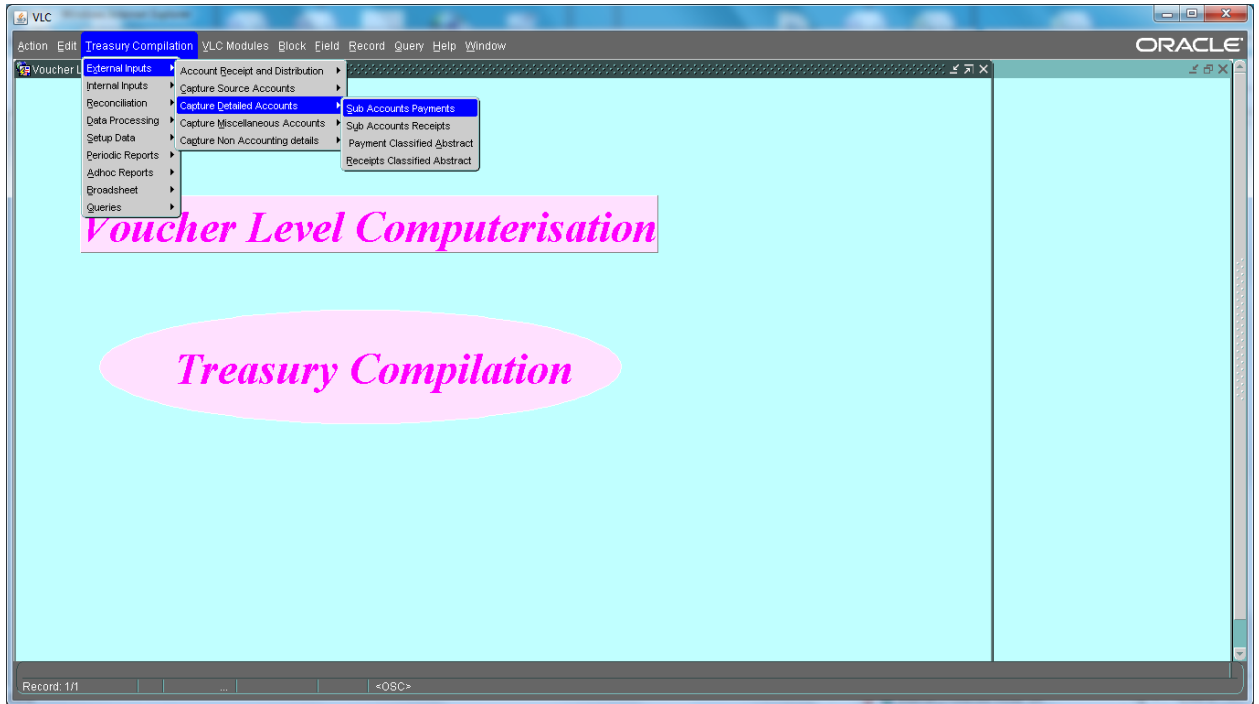 VLC
Action Edit Treasury Compilation VLC Modules Block Field Record Query Help Window
ORACLE
Voucher L
External Inputs
Internal Inputs
Reconciliation
Data Processing
Setup Data
Periodic Reports
Adhoc Reports
Broadsheet
Queries
Account Receipt and Distribution
Capture Source Accounts
Capture Detailed Accounts
Capture Miscellaneous Accounts
Capture Non Accounting details
Sub Accounts Payments
Sub Accounts Receipts
Payment Classified Abstract
Receipts Classified Abstract
Voucher Level Computerisation
Treasury Compilation
Record: 1/1 ... <OSC>